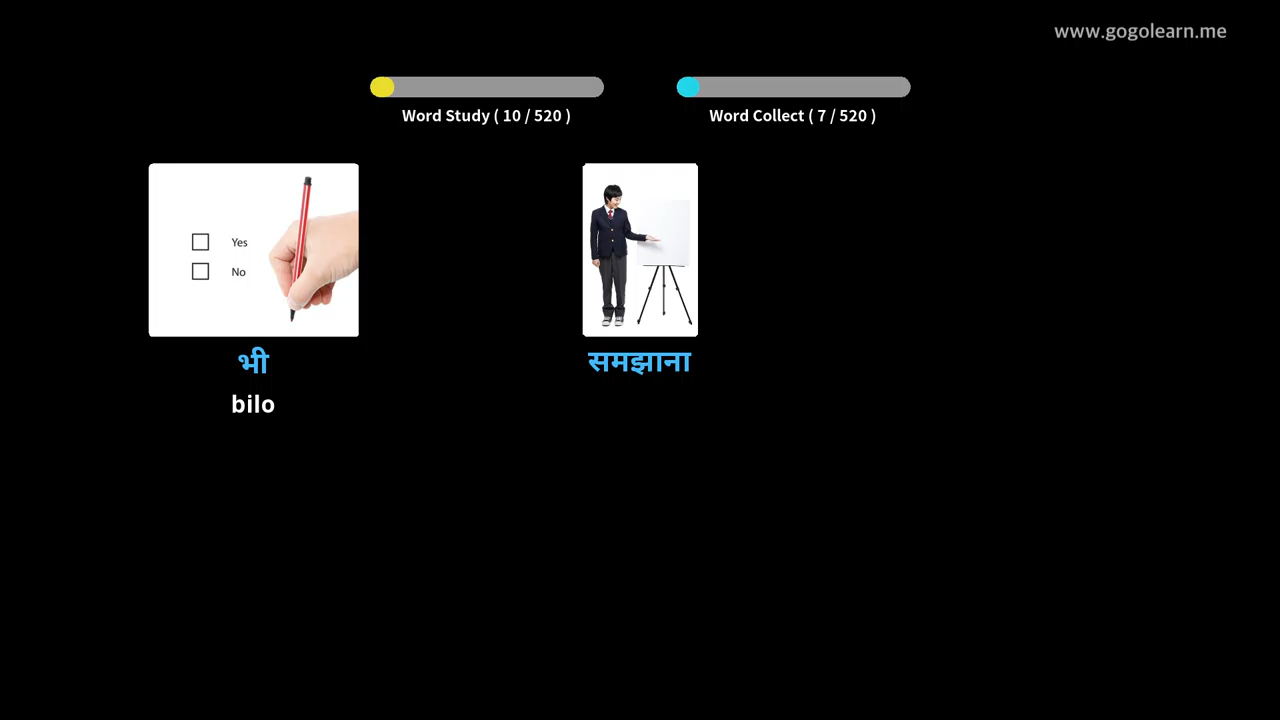 www.gogolearn.me
Word Study ( 10 / 520 )
Word Collect ( 7 / 520 )
Yes
No
भी
समझाना
bilo